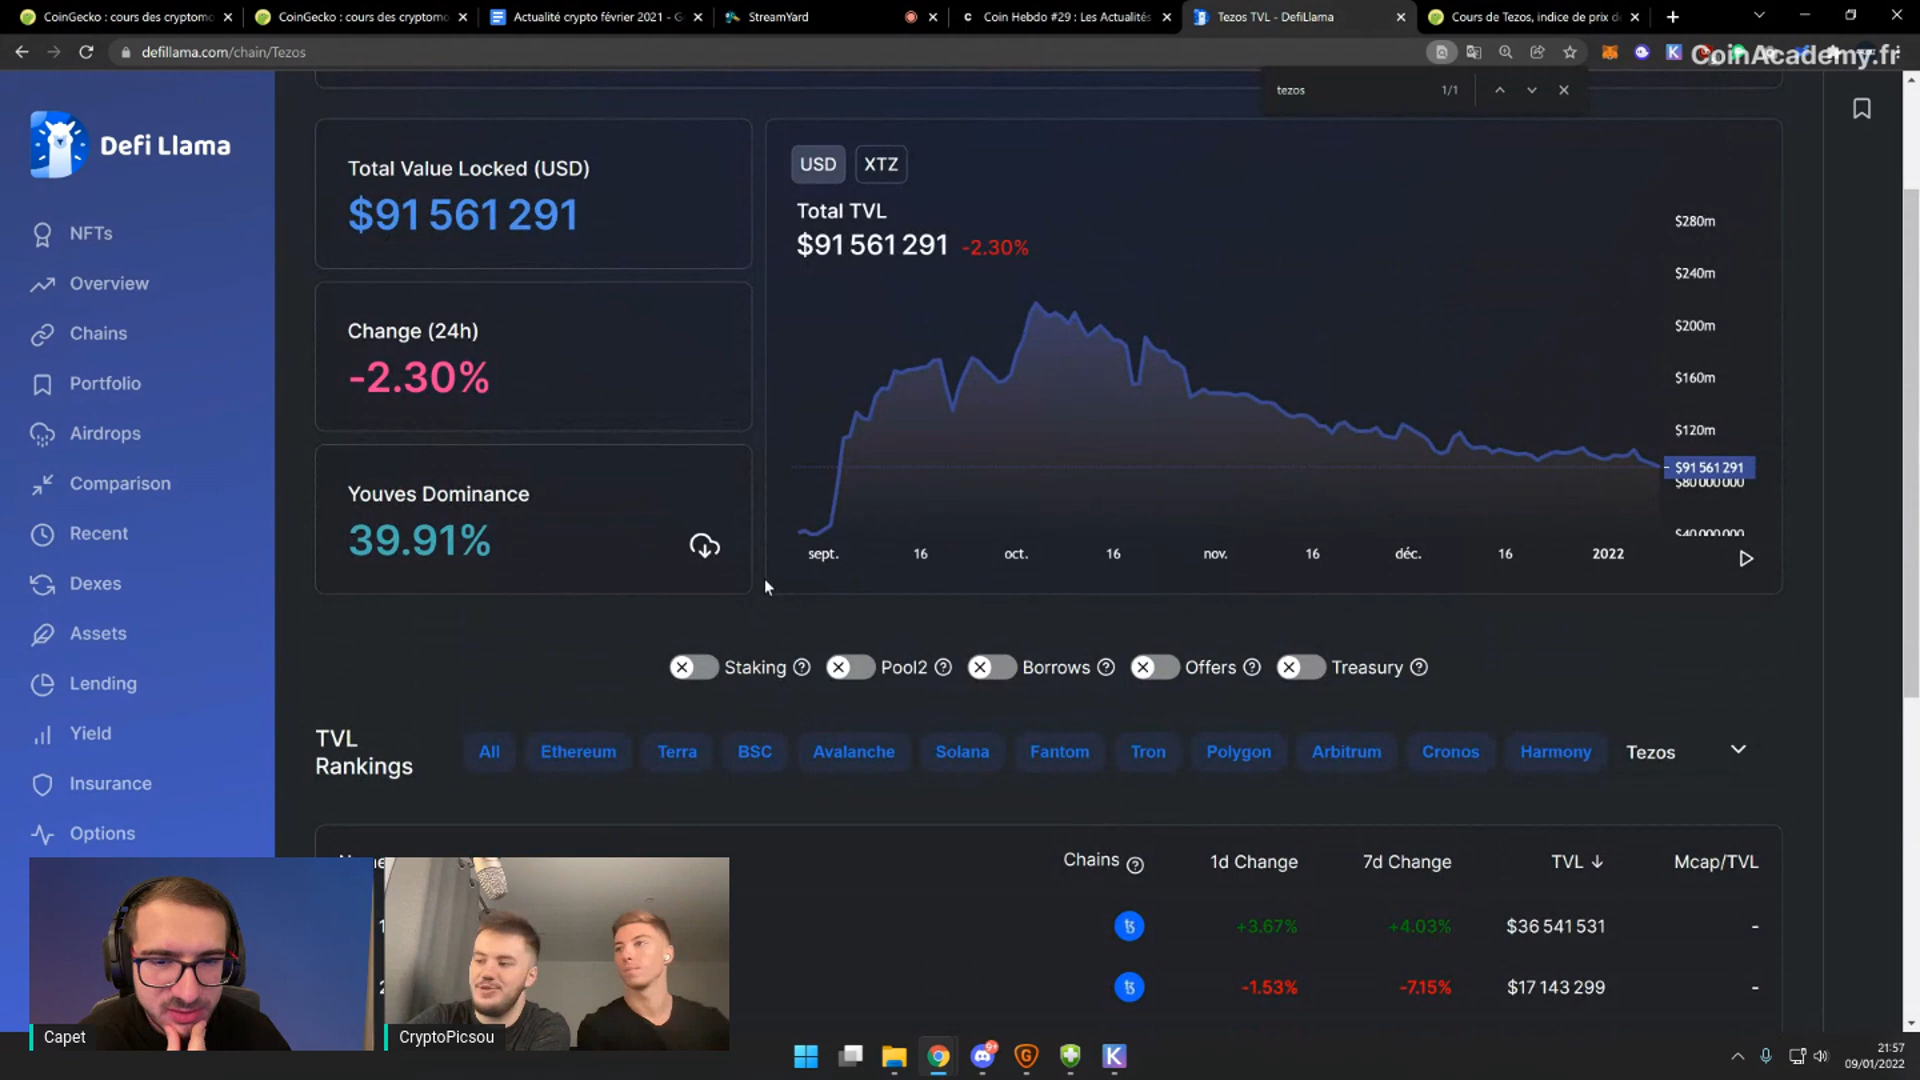 CoinGecko : cours des cryptomo
CoinGecko : cours des cryptomo
Actualité crypto février 2021 - G
StreamYard
Coin Hebdo #29 : Les Actualités
Tezos TVL - DefiLlama
Cours de Tezos, indice de prix d
defillama.com/chain/Tezos
CoinAcademy.fr
tezos
1/1
Defi Llama
NFTs
Overview
Chains
Portfolio
Airdrops
Comparison
Recent
Dexes
Assets
Lending
Yield
Insurance
Options
Total Value Locked (USD)
$91 561 291
Change (24h)
-2.30%
Youves Dominance
39.91%
USD
XTZ
Total TVL
$91 561 291 -2.30%
$280m
$240m
$200m
$160m
$120m
$91 561 291
$80 000 000
$40 000 000
sept. 16 oct. 16 nov. 16 déc. 16 2022
Staking
Pool2
Borrows
Offers
Treasury
TVL
Rankings
All Ethereum Terra BSC Avalanche Solana Fantom Tron Polygon Arbitrum Cronos Harmony Tezos
Chains 1d Change 7d Change TVL ↓ Mcap/TVL
+3.67% +4.03% $36 541 531 -
-1.53% -7.15% $17 143 299 -
Capet
CryptoPicsou
21:57
09/01/2022